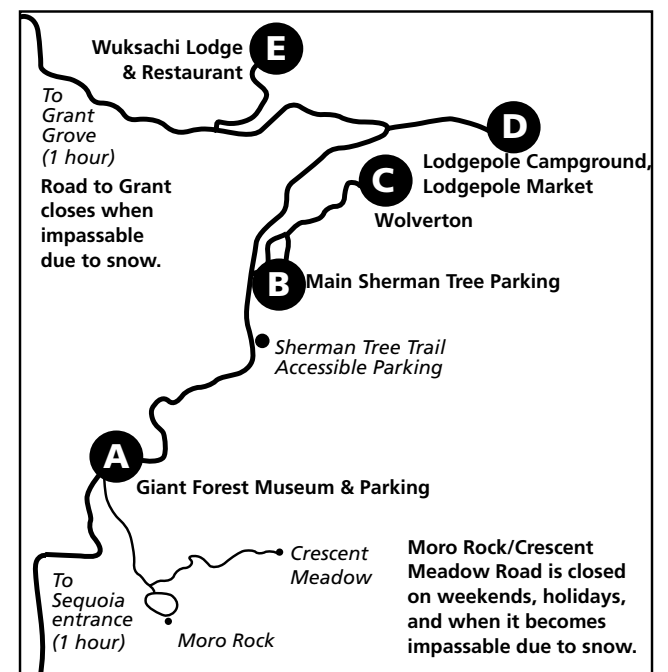 Wuksachi Lodge
& Restaurant
E
To
Grant
Grove
(1 hour)
Road to Grant
closes when
impassable
due to snow.
D
Lodgepole Campground,
Lodgepole Market
C
Wolverton
B
Main Sherman Tree Parking
Sherman Tree Trail
Accessible Parking
A
Giant Forest Museum & Parking
Crescent
Meadow
Moro Rock/Crescent
Meadow Road is closed
on weekends, holidays,
and when it becomes
impassable due to snow.
To
Sequoia
entrance
(1 hour)
Moro Rock